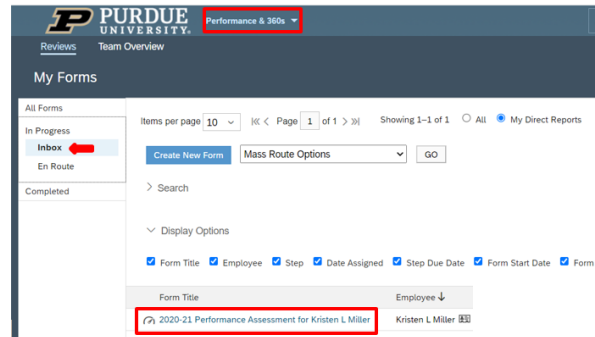 PURDUE
UNIVERSITY.
Performance & 360s
Reviews Team Overview
My Forms
All Forms
In Progress
Inbox
En Route
Completed
Items per page 10 Page 1 of 1 Showing 1–1 of 1 All My Direct Reports
Create New Form Mass Route Options GO
Search
Display Options
Form Title Employee Step Date Assigned Step Due Date Form Start Date Form
Form Title Employee
2020-21 Performance Assessment for Kristen L Miller Kristen L Miller